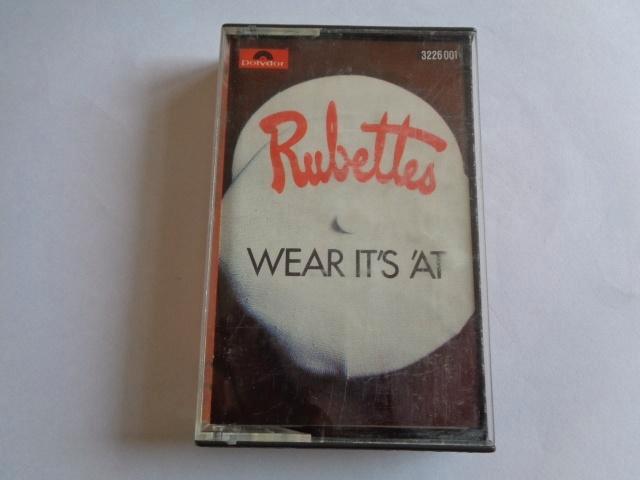 Polydor
3226 001
Rubettes
WEAR IT'S 'AT